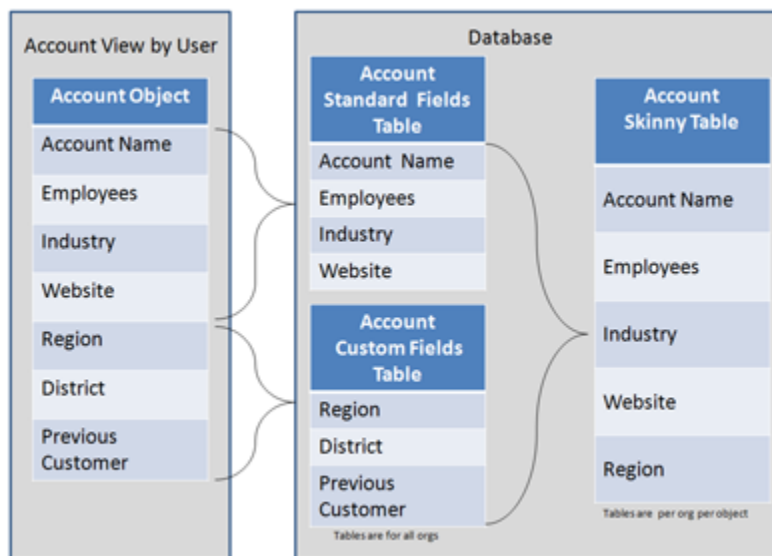 Account View by User
Account Object
Account Name
Employees
Industry
Website
Region
District
Previous
Customer
Database
Account
Standard Fields
Table
Account Name
Employees
Industry
Website
Account
Custom Fields
Table
Region
District
Previous
Customer
Tables are for all orgs
Account
Skinny Table
Account Name
Employees
Industry
Website
Region
Tables are per org per object